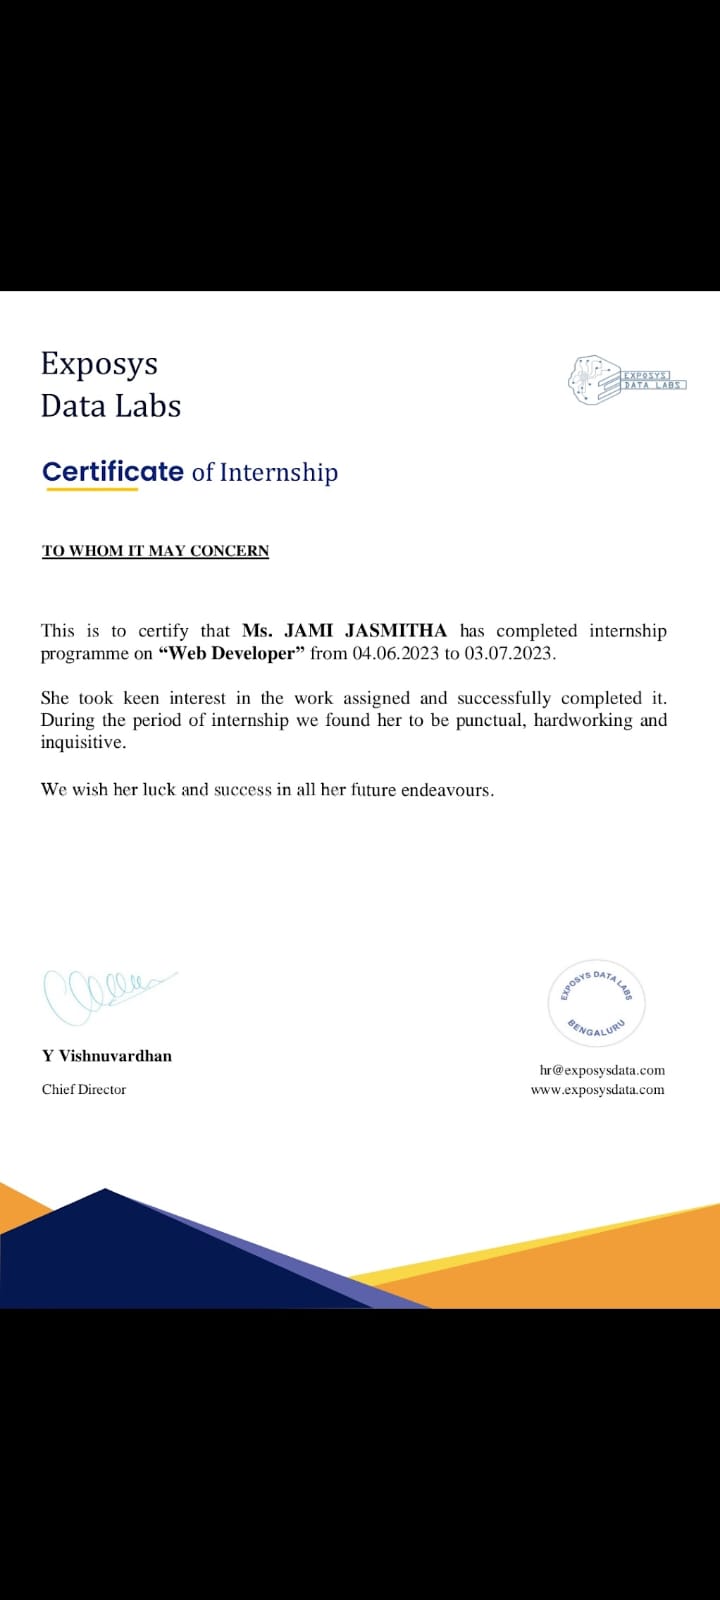 Exposys
Data Labs
EXPOSYS
DATA LABS
Certificate of Internship
TO WHOM IT MAY CONCERN
This is to certify that Ms. JAMI JASMITHA has completed internship
programme on “Web Developer” from 04.06.2023 to 03.07.2023.
She took keen interest in the work assigned and successfully completed it.
During the period of internship we found her to be punctual, hardworking and
inquisitive.
We wish her luck and success in all her future endeavours.
EXPOSYS DATA LABS
BENGALURU
Y Vishnuvardhan
Chief Director
hr@exposysdata.com
www.exposysdata.com